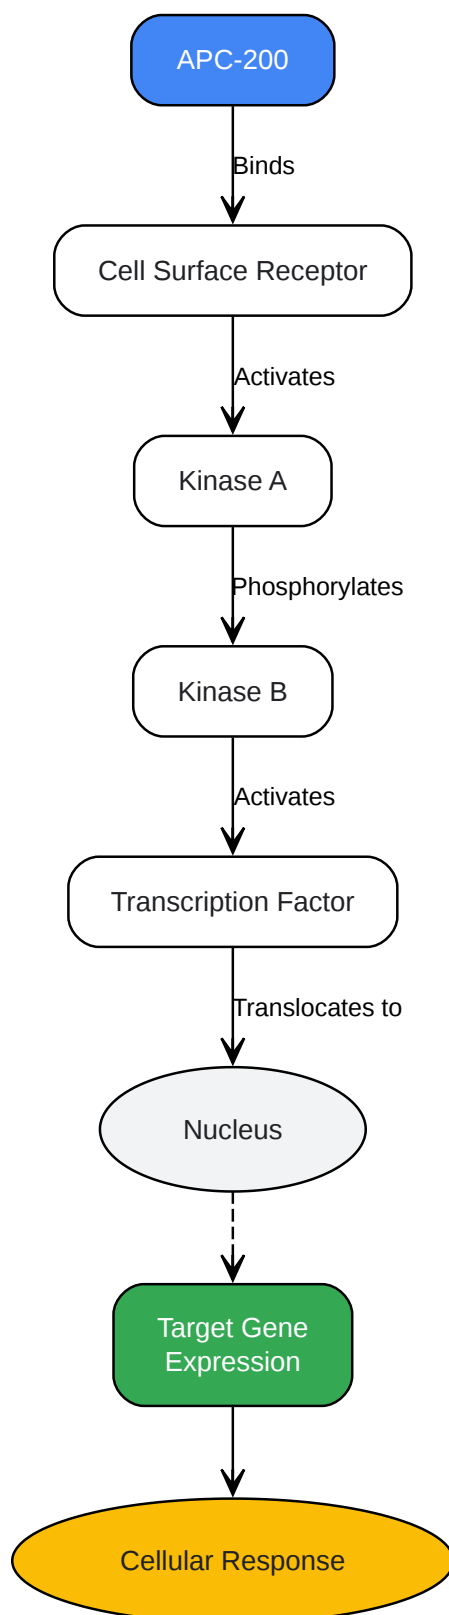 APC-200
Binds
Cell Surface Receptor
Activates
Kinase A
Phosphorylates
Kinase B
Activates
Transcription Factor
Translocates to
Nucleus
Target Gene
Expression
Cellular Response